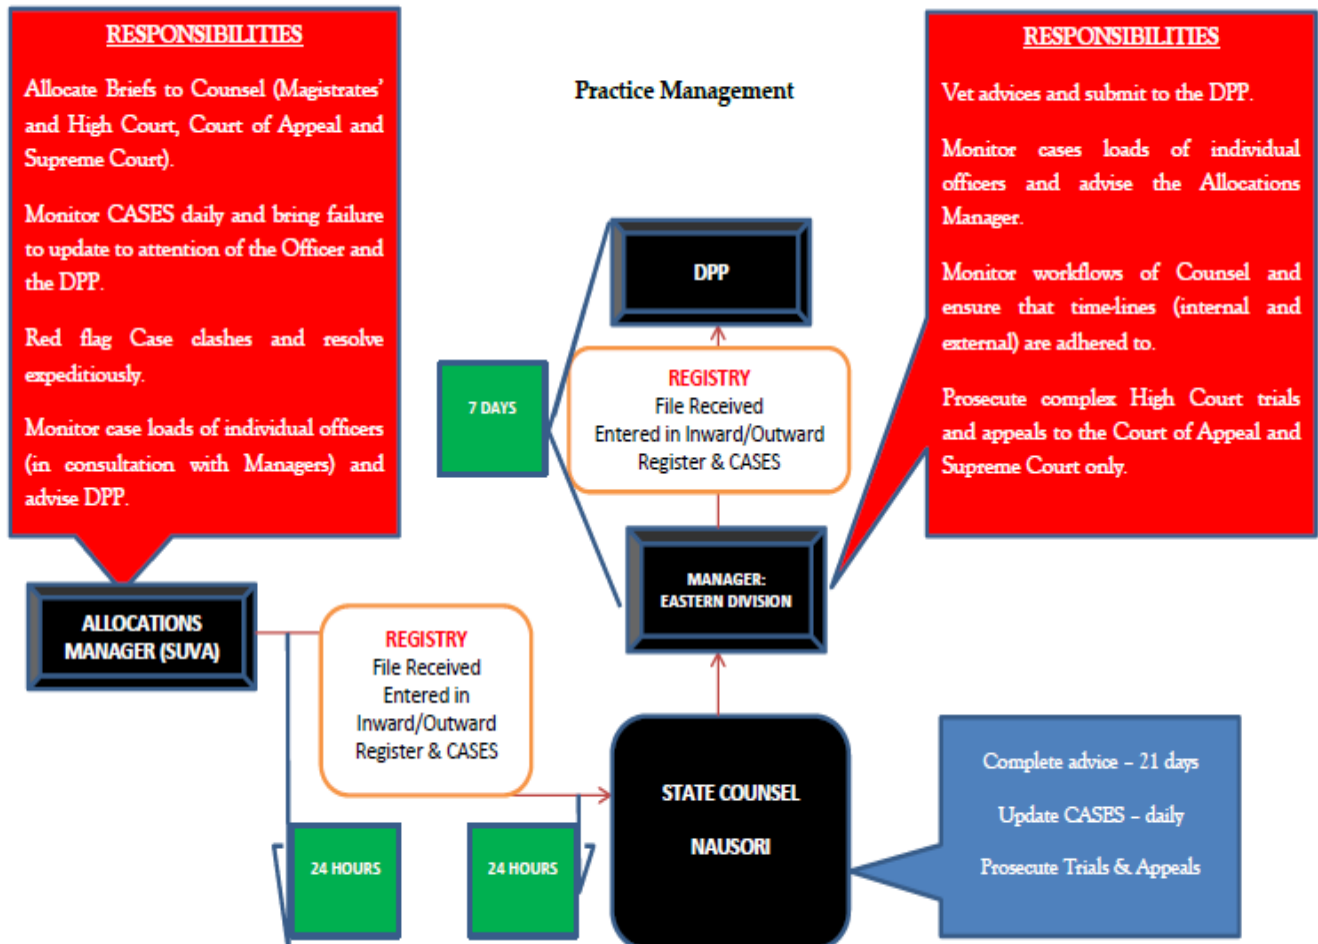 RESPONSIBILITIES
Allocate Briefs to Counsel (Magistrates'
and High Court, Court of Appeal and
Supreme Court).
Monitor CASES daily and bring failure
to update to attention of the Officer and
the DPP.
Red flag Case clashes and resolve
expeditiously.
Monitor case loads of individual officers
(in consultation with Managers) and
advise DPP.
Practice Management
RESPONSIBILITIES
Vet advices and submit to the DPP.
Monitor cases loads of individual
officers and advise the Allocations
Manager.
Monitor workflows of Counsel and
ensure that time-lines (internal and
external) are adhered to.
Prosecute complex High Court trials
and appeals to the Court of Appeal and
Supreme Court only.
DPP
7 DAYS
REGISTRY
File Received
Entered in Inward/Outward
Register & CASES
MANAGER:
EASTERN DIVISION
ALLOCATIONS
MANAGER (SUVA)
REGISTRY
File Received
Entered in
Inward/Outward
Register & CASES
24 HOURS
24 HOURS
STATE COUNSEL
NAUSORI
Complete advice – 21 days
Update CASES – daily
Prosecute Trials & Appeals